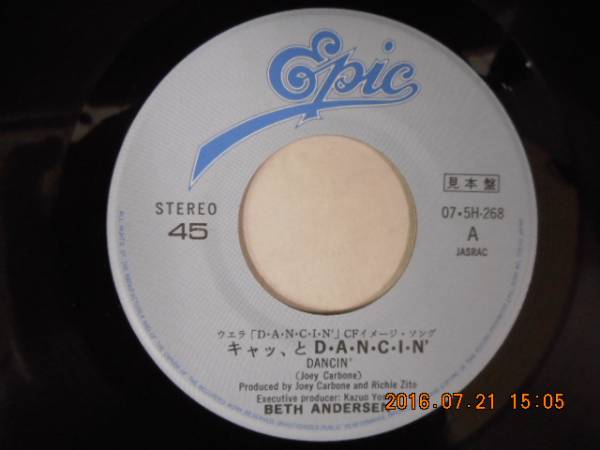 Epic
見本盤
STEREO
45
07・5H-268
A
JASRAC
ウエラ「D・A・N・C・I・N'」CFイメージ・ソング
キャッ、とD・A・N・C・I・N'
DANCIN'
(Joey Carbone)
Produced by Joey Carbone and Richie Zito
Executive producer: Kazuo
BETH ANDERSEN
2016.07.21 15:05